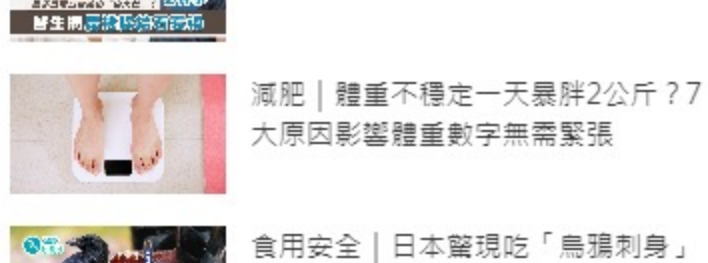 減肥｜體重不穩定一天暴胖2公斤？7
大原因影響體重數字無需緊張
食用安全｜日本驚現吃「烏鴉刺身」